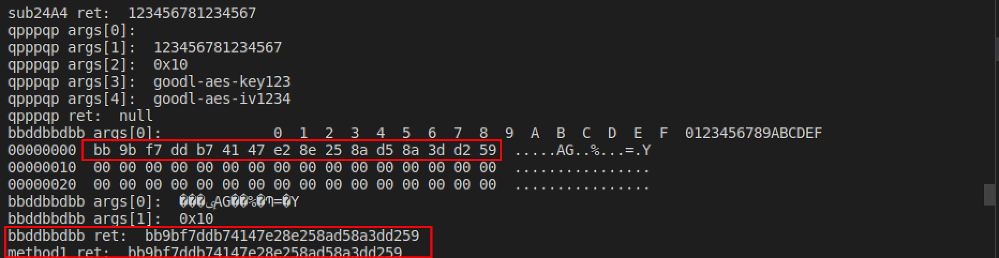 sub24A4 ret:  123456781234567
qpppqp args[0]:
qpppqp args[1]:  123456781234567
qpppqp args[2]:  0x10
qpppqp args[3]:  goodl-aes-key123
qpppqp args[4]:  goodl-aes-iv1234
qpppqp ret:  null
bbddbbdbb args[0]:             0  1  2  3  4  5  6  7  8  9  A  B  C  D  E  F  0123456789ABCDEF
00000000  bb 9b f7 dd b7 41 47 e2 8e 25 8a d5 8a 3d d2 59  .....AG..%...=.Y
00000010  00 00 00 00 00 00 00 00 00 00 00 00 00 00 00 00  ................
00000020  00 00 00 00 00 00 00 00 00 00 00 00 00 00 00 00  ................
bbddbbdbb args[0]:  ���ݷAG��%�Պ=�Y
bbddbbdbb args[1]:  0x10
bbddbbdbb ret:  bb9bf7ddb74147e28e258ad58a3dd259
method1 ret:  bb9bf7ddb74147e28e258ad58a3dd259